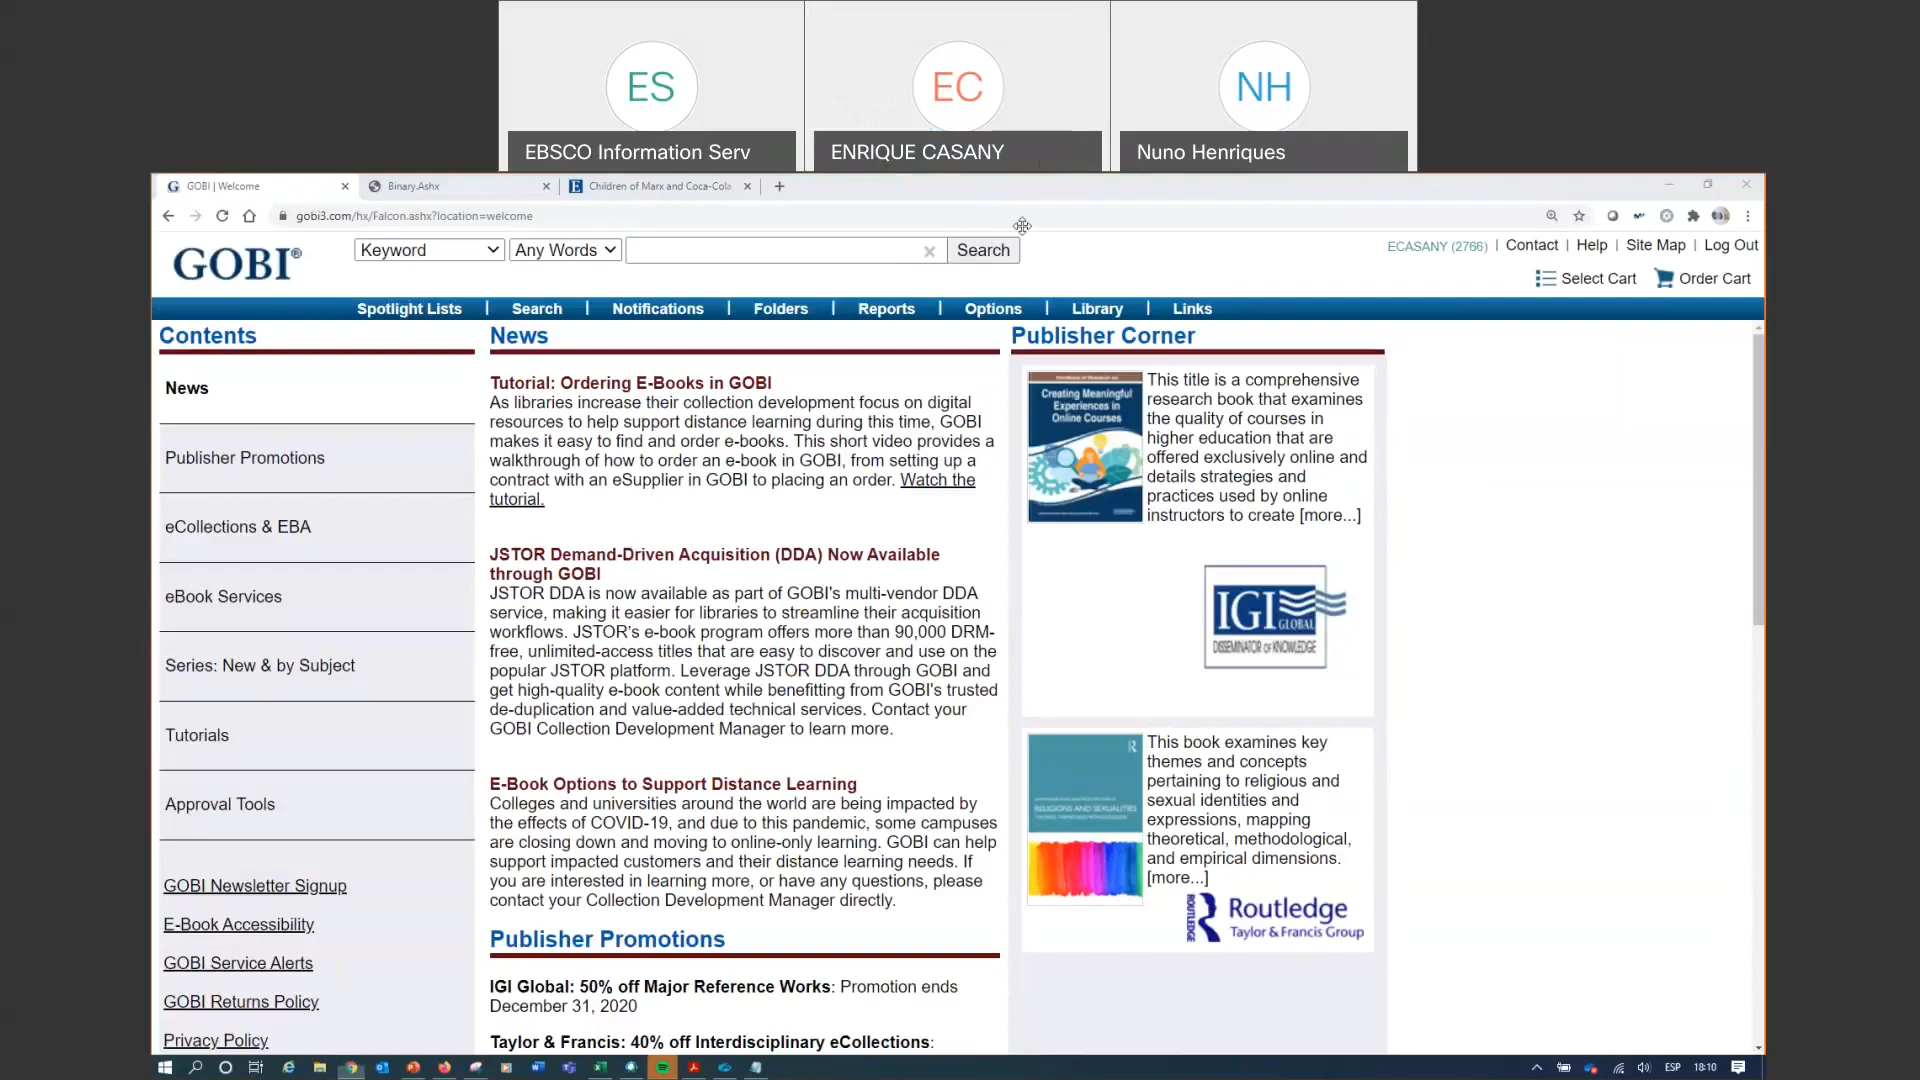 ES
EC
NH
EBSCO Information Serv
ENRIQUE CASANY
Nuno Henriques
GOBI | Welcome
Binary.Ashx
Children of Marx and Coca-Cola
gobi3.com/hx/Falcon.ashx?location=welcome
GOBI®
Keyword
Any Words
Search
ECASANY (2766) | Contact | Help | Site Map | Log Out
Select Cart
Order Cart
Spotlight Lists | Search | Notifications | Folders | Reports | Options | Library | Links
Contents
News
Publisher Promotions
eCollections & EBA
eBook Services
Series: New & by Subject
Tutorials
Approval Tools
GOBI Newsletter Signup
E-Book Accessibility
GOBI Service Alerts
GOBI Returns Policy
Privacy Policy
News
Tutorial: Ordering E-Books in GOBI
As libraries increase their collection development focus on digital
resources to help support distance learning during this time, GOBI
makes it easy to find and order e-books. This short video provides a
walkthrough of how to order an e-book in GOBI, from setting up a
contract with an eSupplier in GOBI to placing an order. Watch the
tutorial.
JSTOR Demand-Driven Acquisition (DDA) Now Available
through GOBI
JSTOR DDA is now available as part of GOBI's multi-vendor DDA
service, making it easier for libraries to streamline their acquisition
workflows. JSTOR's e-book program offers more than 90,000 DRM-
free, unlimited-access titles that are easy to discover and use on the
popular JSTOR platform. Leverage JSTOR DDA through GOBI and
get high-quality e-book content while benefitting from GOBI's trusted
de-duplication and value-added technical services. Contact your
GOBI Collection Development Manager to learn more.
E-Book Options to Support Distance Learning
Colleges and universities around the world are being impacted by
the effects of COVID-19, and due to this pandemic, some campuses
are closing down and moving to online-only learning. GOBI can help
support impacted customers and their distance learning needs. If
you are interested in learning more, or have any questions, please
contact your Collection Development Manager directly.
Publisher Promotions
IGI Global: 50% off Major Reference Works: Promotion ends
December 31, 2020
Taylor & Francis: 40% off Interdisciplinary eCollections:
Publisher Corner
Creating Meaningful
Experiences in
Online Courses
This title is a comprehensive
research book that examines
the quality of courses in
higher education that are
offered exclusively online and
details strategies and
practices used by online
instructors to create [more...]
IGI
GLOBAL
DISSEMINATOR OF KNOWLEDGE
R
RELIGIONS AND SEXUALITIES
This book examines key
themes and concepts
pertaining to religious and
sexual identities and
expressions, mapping
theoretical, methodological,
and empirical dimensions.
[more...]
ROUTLEDGE
Routledge
Taylor & Francis Group
ESP
18:10